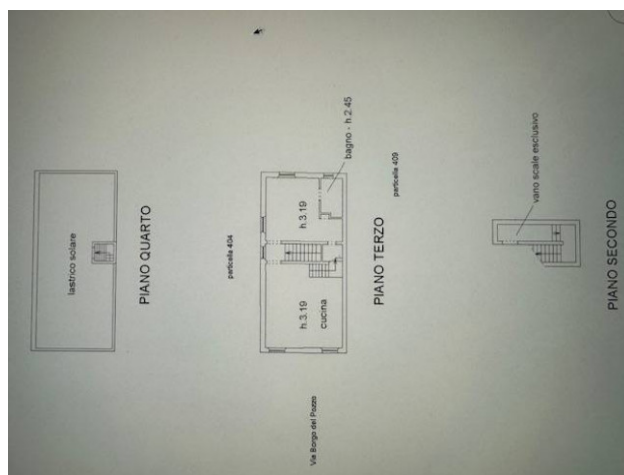 lastrico solare
PIANO QUARTO
particella 404
h.3.19
h.3.19
cucina
bagno - h.2.45
PIANO TERZO
particella 409
Via Borgo del Pozzo
vano scale esclusivo
PIANO SECONDO